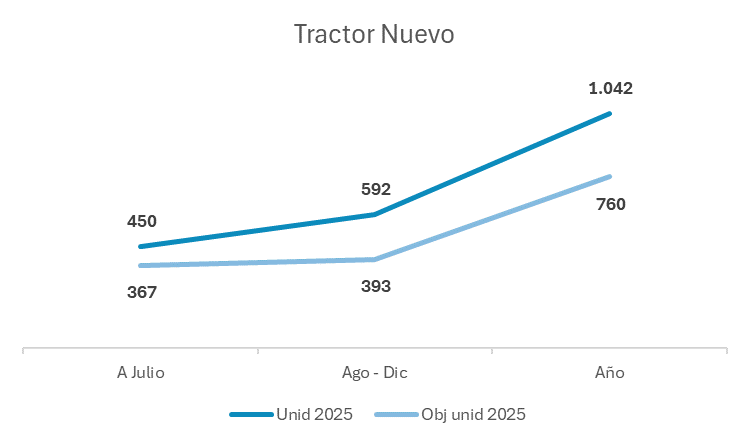 Tractor Nuevo
1.042
592
760
450
393
367
A Julio
Ago - Dic
Año
Unid 2025
Obj unid 2025